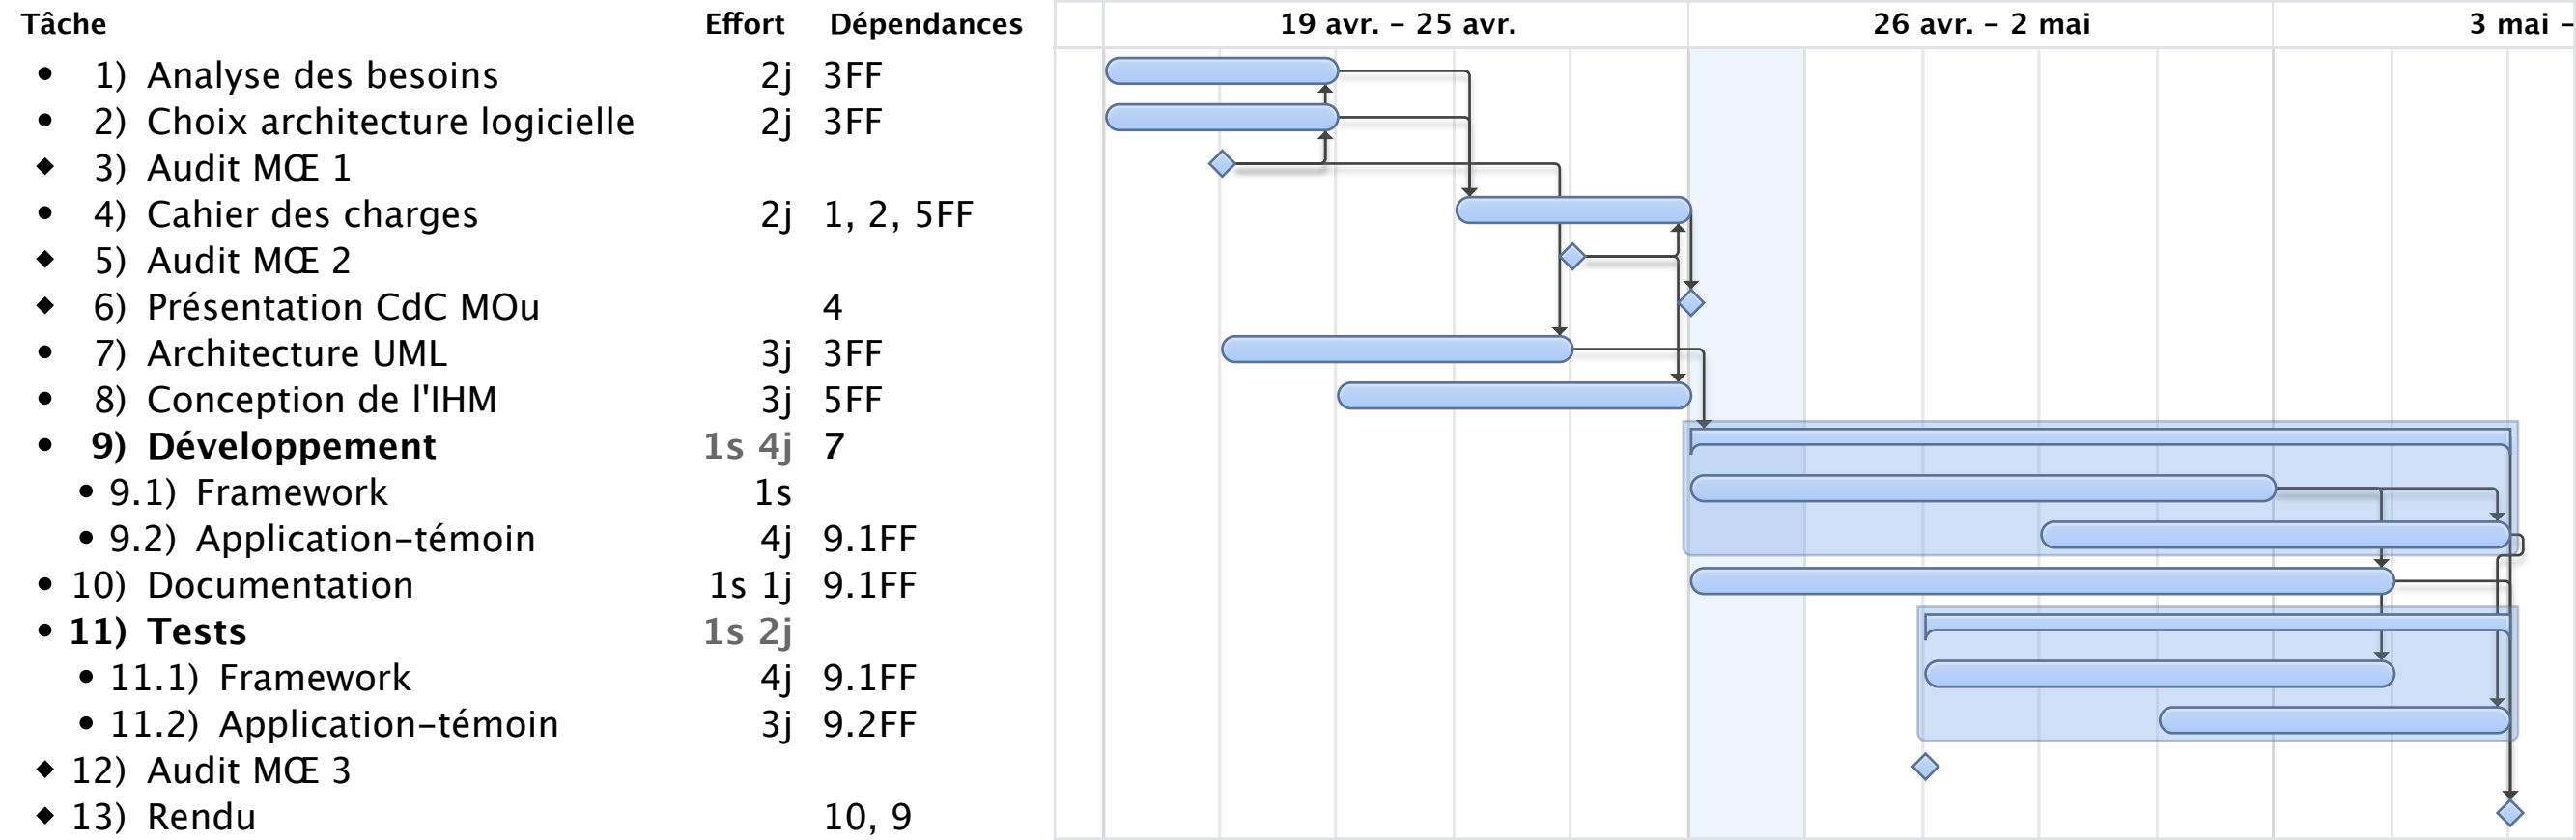 Tâche Effort Dépendances 19 avr. – 25 avr. 26 avr. – 2 mai 3 mai –
• 1) Analyse des besoins 2j 3FF
• 2) Choix architecture logicielle 2j 3FF
◆ 3) Audit MŒ 1
• 4) Cahier des charges 2j 1, 2, 5FF
◆ 5) Audit MŒ 2
◆ 6) Présentation CdC MOu 4
• 7) Architecture UML 3j 3FF
• 8) Conception de l'IHM 3j 5FF
• 9) Développement 1s 4j 7
• 9.1) Framework 1s
• 9.2) Application-témoin 4j 9.1FF
• 10) Documentation 1s 1j 9.1FF
• 11) Tests 1s 2j
• 11.1) Framework 4j 9.1FF
• 11.2) Application-témoin 3j 9.2FF
◆ 12) Audit MŒ 3
◆ 13) Rendu 10, 9